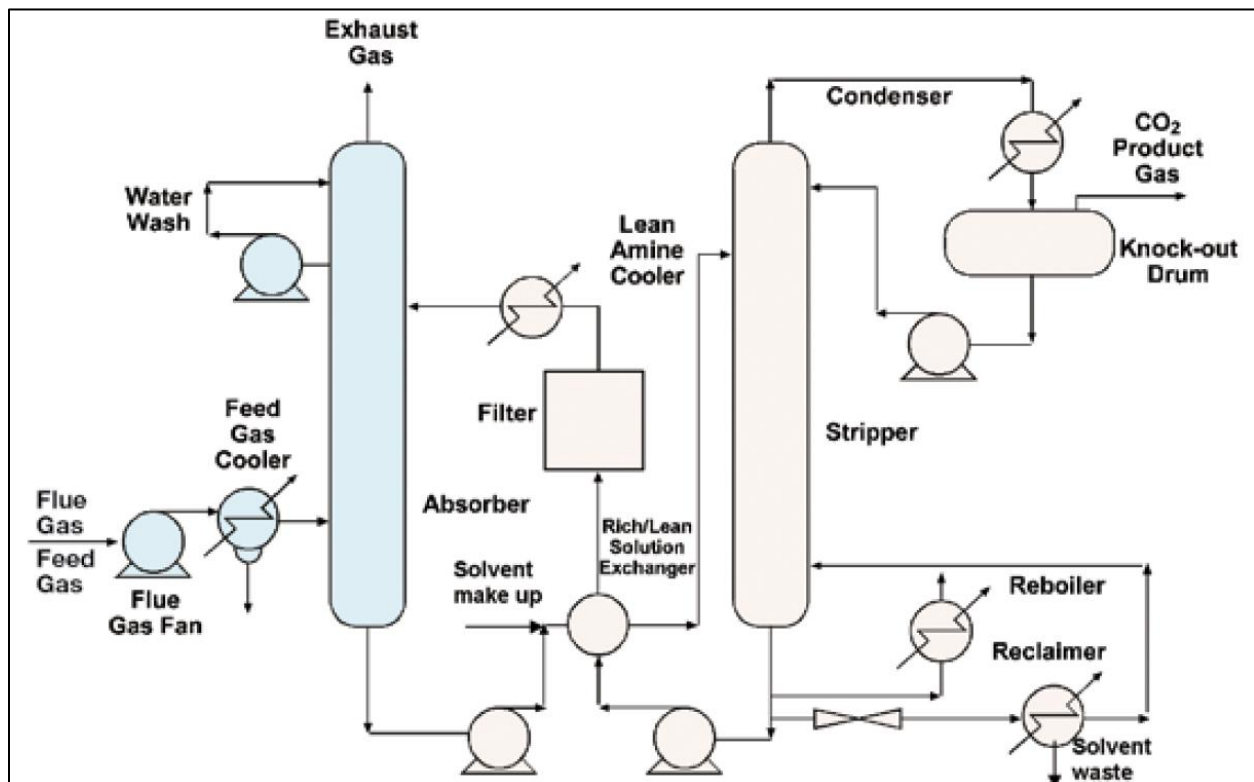 Exhaust
Gas
Condenser
CO₂
Product
Gas
Water
Wash
Lean
Amine
Cooler
Knock-out
Drum
Feed
Gas
Cooler
Filter
Stripper
Flue
Gas
Feed
Gas
Absorber
Rich/Lean
Solution
Exchanger
Flue
Gas Fan
Solvent
make up
Reboiler
Reclaimer
Solvent
waste